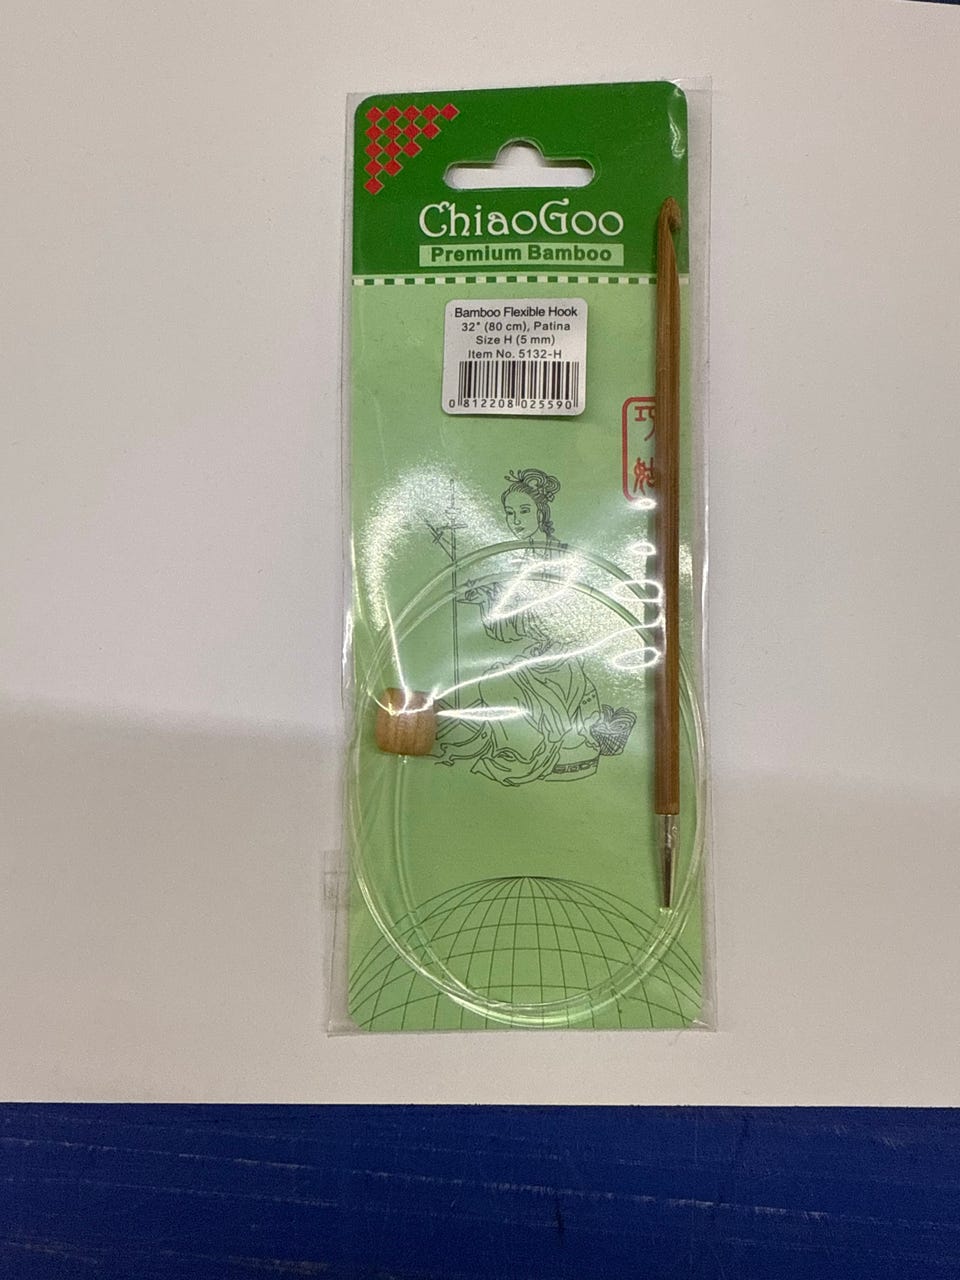 ChiaoGoo
Premium Bamboo
Bamboo Flexible Hook
32" (80 cm), Patina
Size H (5 mm)
Item No. 5132-H
0 812208 025590
巧